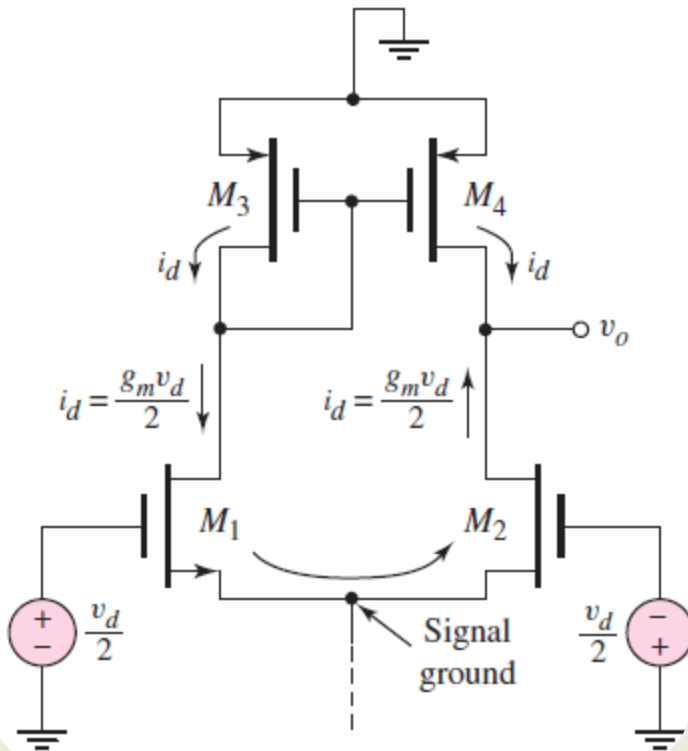 M3
M4
id
id
vo
id = gmvd/2
id = gmvd/2
M1
M2
+
−
vd/2
Signal
ground
vd/2
−
+